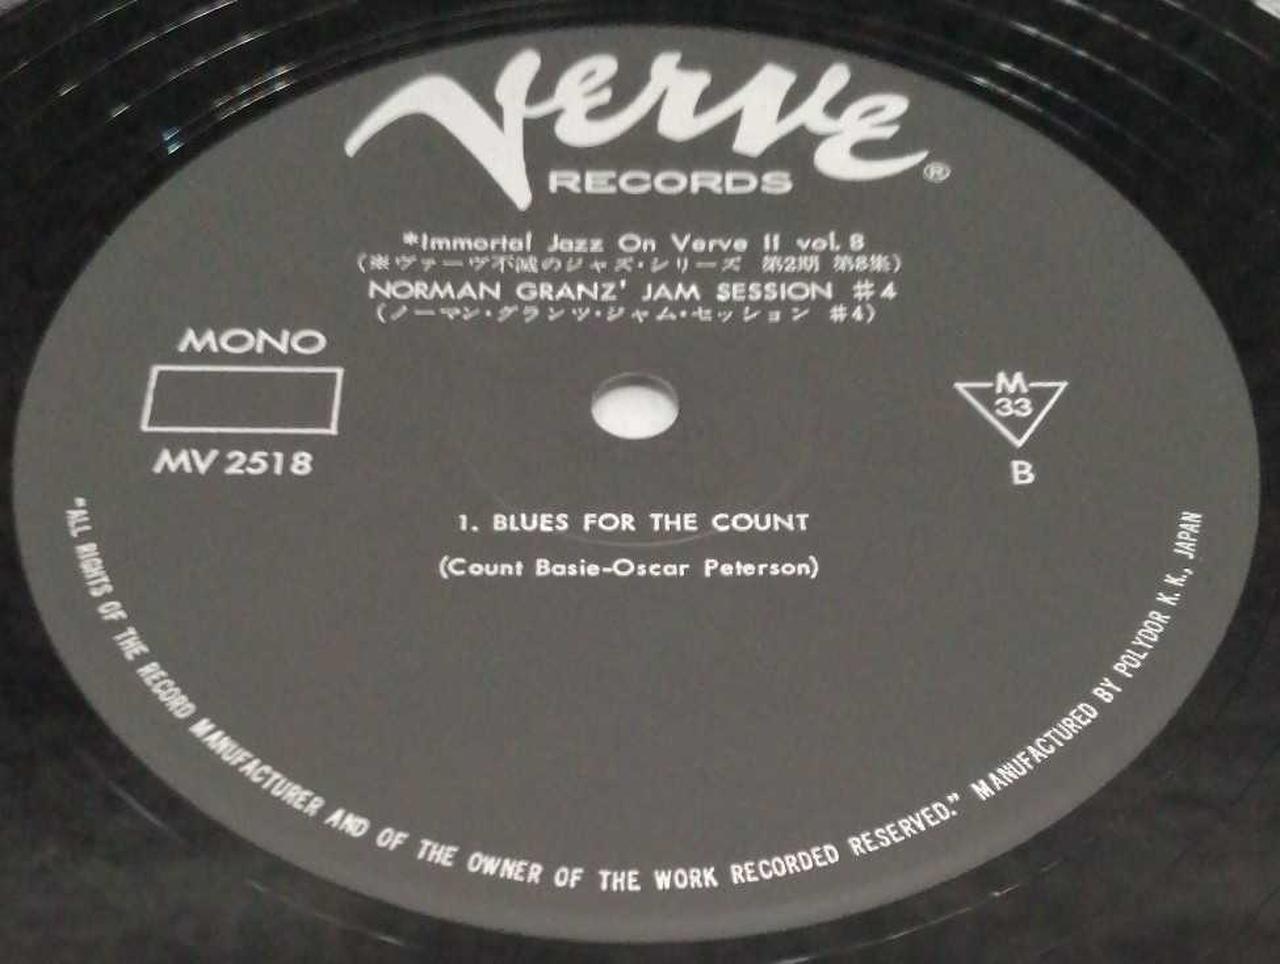 Verve
RECORDS ®
*Immortal Jazz On Verve II vol. 8
(※ヴァーヴ不滅のジャズ・シリーズ 第2期 第8集)
NORMAN GRANZ' JAM SESSION #4
(ノーマン・グランツ・ジャム・セッション #4)
MONO
MV 2518
M
33
B
1. BLUES FOR THE COUNT
(Count Basie-Oscar Peterson)
"ALL RIGHTS OF THE RECORD MANUFACTURER AND OF THE OWNER OF THE WORK RECORDED RESERVED." MANUFACTURED BY POLYDOR K. K., JAPAN